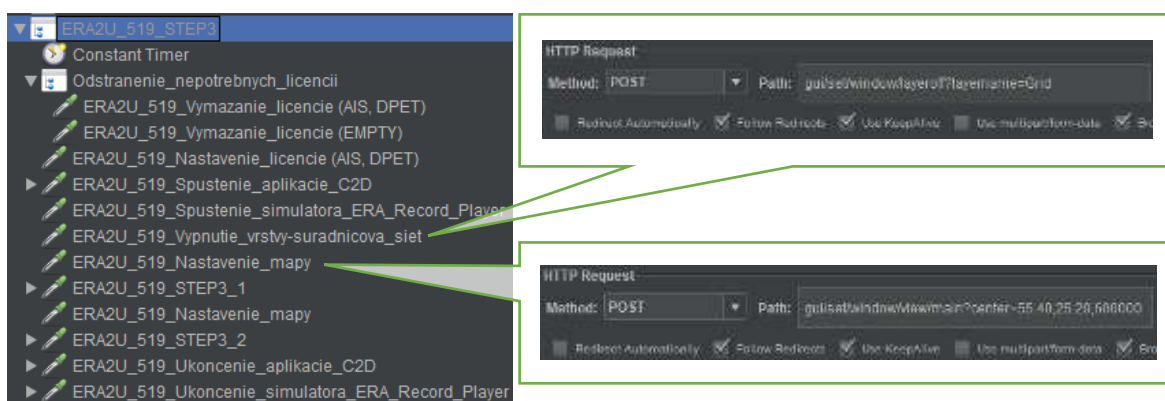 ERA2U_519_STEP3
Constant Timer
Odstranenie_nepotrebnych_licencii
ERA2U_519_Vymazanie_licencie (AIS, DPET)
ERA2U_519_Vymazanie_licencie (EMPTY)
ERA2U_519_Nastavenie_licencie (AIS, DPET)
ERA2U_519_Spustenie_aplikacie_C2D
ERA2U_519_Spustenie_simulatora_ERA_Record_Player
ERA2U_519_Vypnutie_vrstvy-suradnicova_siet
ERA2U_519_Nastavenie_mapy
ERA2U_519_STEP3_1
ERA2U_519_Nastavenie_mapy
ERA2U_519_STEP3_2
ERA2U_519_Ukoncenie_aplikacie_C2D
ERA2U_519_Ukoncenie_simulatora_ERA_Record_Player
HTTP Request
Method: POST Path: gui/set/window/layeroff?layername=Grid
Redirect Automatically Follow Redirects Use KeepAlive Use multipart/form-data
HTTP Request
Method: POST Path:
Redirect Automatically Follow Redirects Use KeepAlive Use multipart/form-data